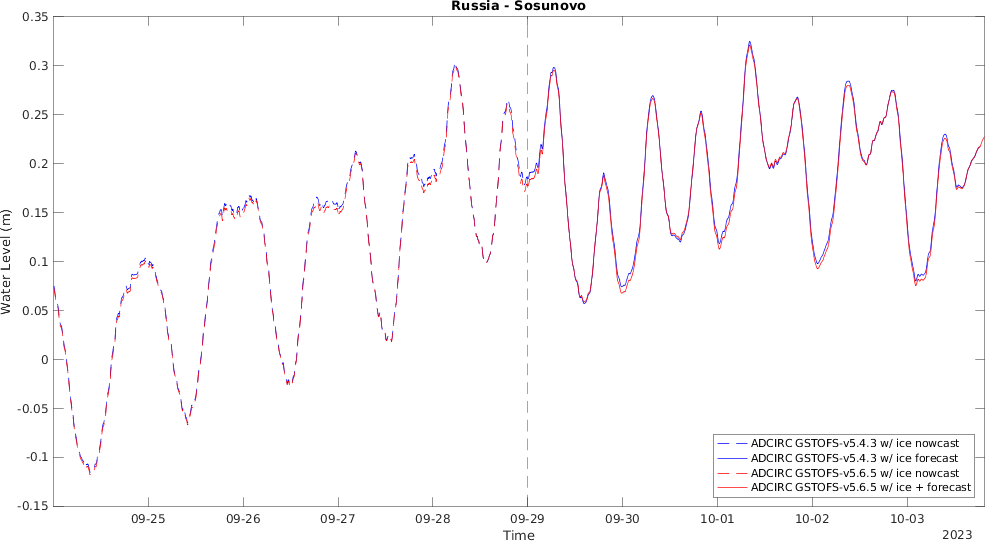 Russia - Sosunovo
0.35
0.3
0.25
0.2
0.15
0.1
0.05
0
-0.05
-0.1
-0.15
Water Level (m)
ADCIRC GSTOFS-v5.4.3 w/ ice nowcast
ADCIRC GSTOFS-v5.4.3 w/ ice forecast
ADCIRC GSTOFS-v5.6.5 w/ ice nowcast
ADCIRC GSTOFS-v5.6.5 w/ ice + forecast
09-25 09-26 09-27 09-28 09-29 09-30 10-01 10-02 10-03
Time
2023